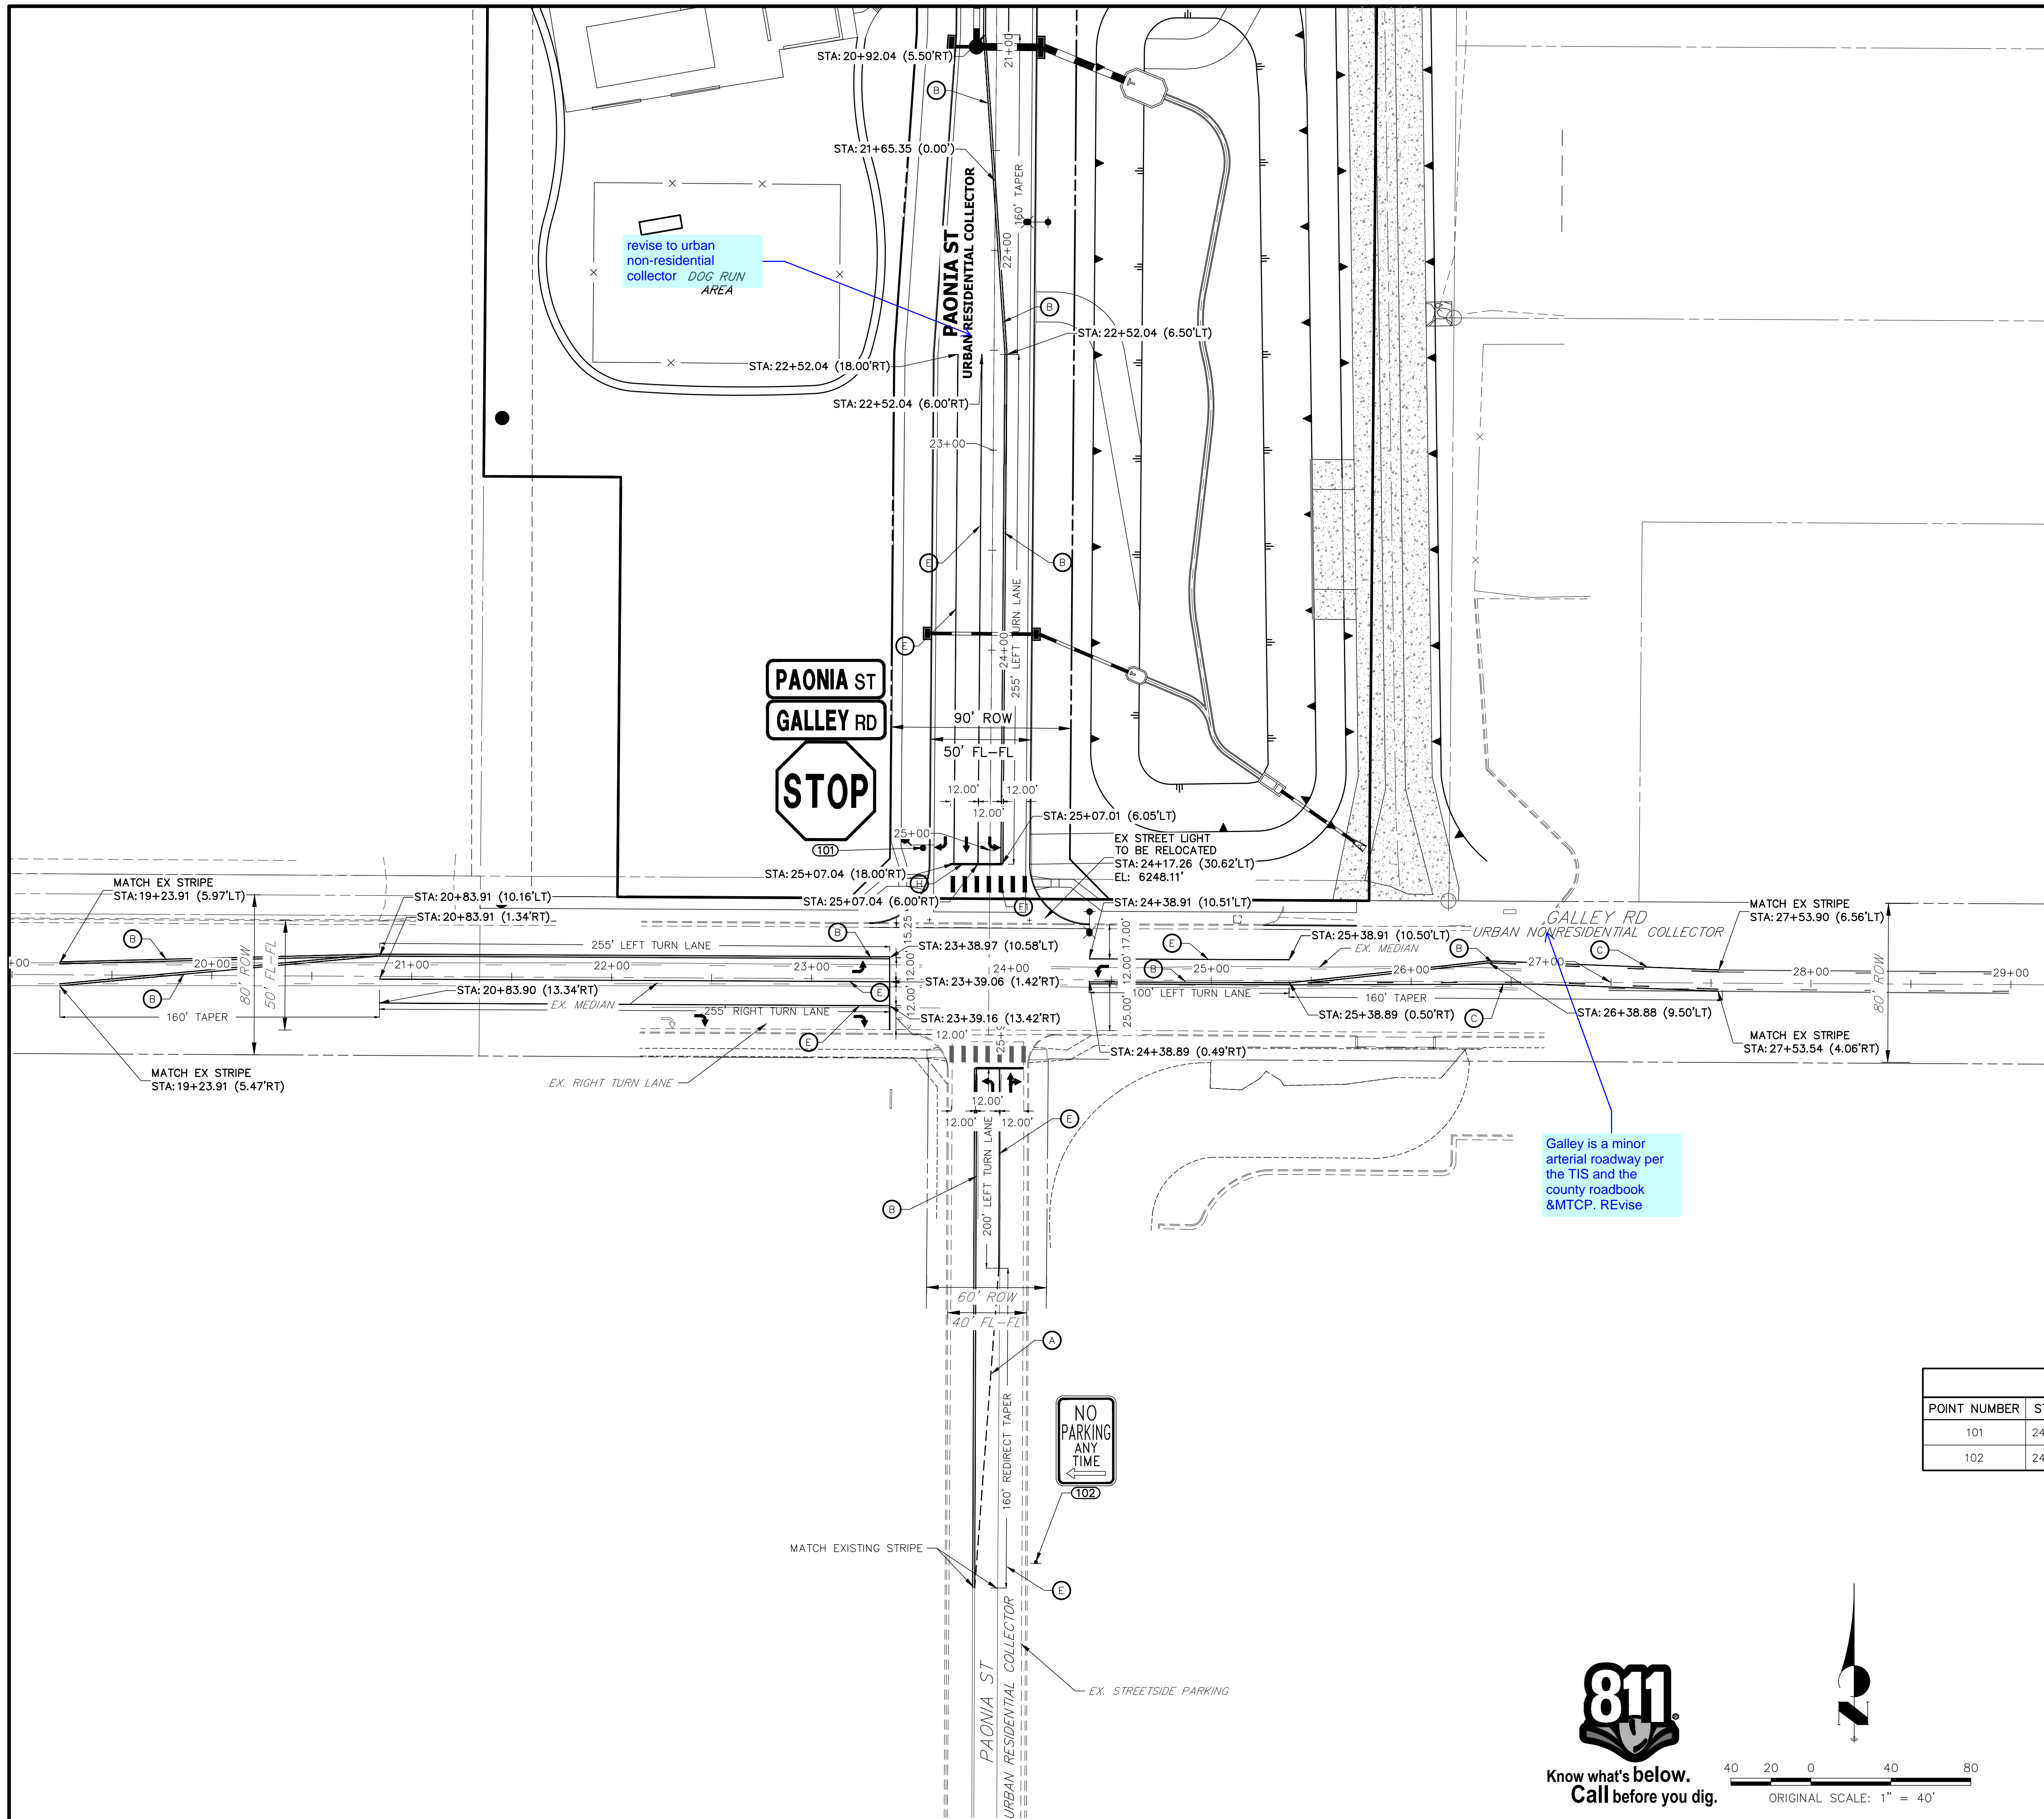 STA: 20+92.04 (5.50'RT)
21+00
B
STA: 21+65.35 (0.00')
160' TAPER
PAONIA ST
URBAN RESIDENTIAL COLLECTOR
22+00
revise to urban
non-residential
collector
DOG RUN
AREA
B
STA: 22+52.04 (6.50'LT)
STA: 22+52.04 (18.00'RT)
STA: 22+52.04 (6.00'RT)
23+00
E
B
255' LEFT TURN LANE
E
24+00
PAONIA ST
GALLEY RD
STOP
101
90' ROW
50' FL-FL
12.00'
12.00'
12.00'
STA: 25+07.01 (6.05'LT)
25+00
EX STREET LIGHT
TO BE RELOCATED
STA: 24+17.26 (30.62'LT)
EL: 6248.11'
STA: 25+07.04 (18.00'RT)
H
STA: 25+07.04 (6.00'RT)
F1
MATCH EX STRIPE
STA: 19+23.91 (5.97'LT)
STA: 20+83.91 (10.16'LT)
STA: 20+83.91 (1.34'RT)
STA: 24+38.91 (10.51'LT)
GALLEY RD
URBAN NONRESIDENTIAL COLLECTOR
MATCH EX STRIPE
STA: 27+53.90 (6.56'LT)
B
255' LEFT TURN LANE
B
15.25'
STA: 23+38.97 (10.58'LT)
17.00'
E
STA: 25+38.91 (10.50'LT)
EX. MEDIAN
B
C
+00
20+00
21+00
22+00
23+00
24+00
25+00
26+00
27+00
28+00
29+00
80' ROW
50' FL-FL
12.00'
12.00'
12.00'
B
80' ROW
B
STA: 20+83.90 (13.34'RT)
EX. MEDIAN
E
STA: 23+39.06 (1.42'RT)
100' LEFT TURN LANE
160' TAPER
160' TAPER
255' RIGHT TURN LANE
STA: 23+39.16 (13.42'RT)
25.00'
STA: 25+38.89 (0.50'RT)
C
STA: 26+38.88 (9.50'LT)
E
12.00'
STA: 24+38.89 (0.49'RT)
MATCH EX STRIPE
STA: 27+53.54 (4.06'RT)
MATCH EX STRIPE
STA: 19+23.91 (5.47'RT)
EX. RIGHT TURN LANE
12.00'
12.00'
12.00'
E
200' LEFT TURN LANE
B
Galley is a minor
arterial roadway per
the TIS and the
county roadbook
&MTCP. REvise
60' ROW
40' FL-FL
A
160' REDIRECT TAPER
NO
PARKING
ANY
TIME
102
MATCH EXISTING STRIPE
E
PAONIA ST
URBAN RESIDENTIAL COLLECTOR
EX. STREETSIDE PARKING
POINT NUMBER
101
24
102
24
811
Know what's below.
Call before you dig.
N
40 20 0 40 80
ORIGINAL SCALE: 1" = 40'